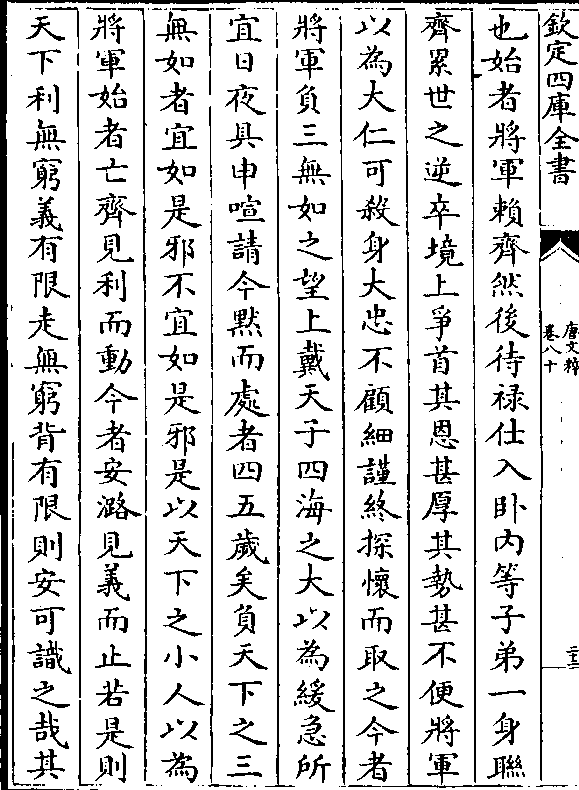 欽定四庫全書
唐文粹
卷八十
二十三
也始者將軍賴齊然後待禄仕入卧内等子弟一身聯
齊累世之逆卒境上爭首其恩甚厚其勢甚不便將軍
以為大仁可殺身大忠不顧細謹終探懷而取之今者
將軍負三無如之望上戴天子四海之大以為緩急所
宜日夜具申喧請今默而處者四五歲矣負天下之三
無如者宜如是邪不宜如是邪是以天下之小人以為
將軍始者亡齊見利而動今者安潞見義而止若是則
天下利無窮義有限走無窮背有限則安可識之哉其